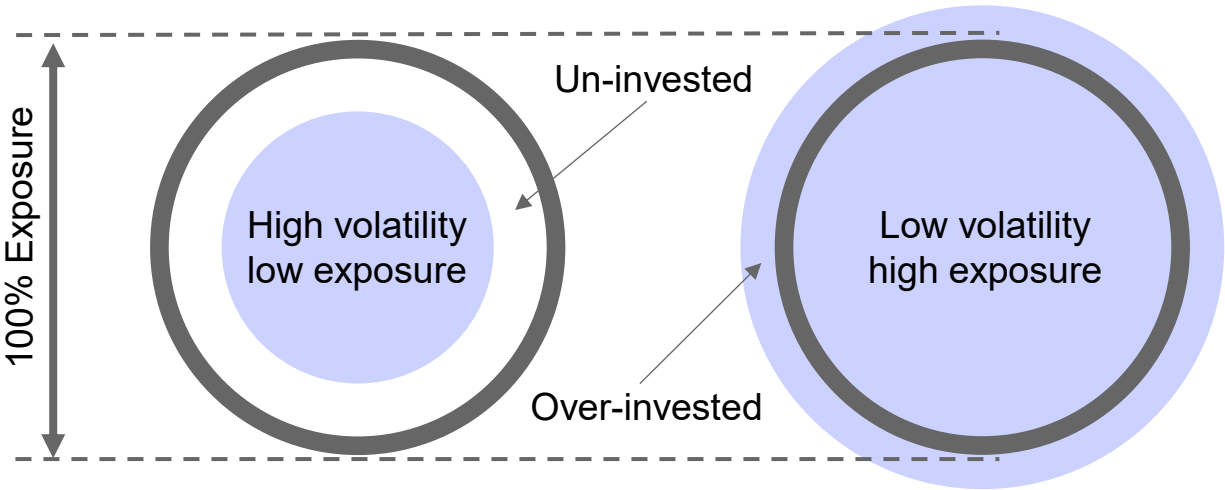 100% Exposure
Un-invested
High volatility
low exposure
Low volatility
high exposure
Over-invested